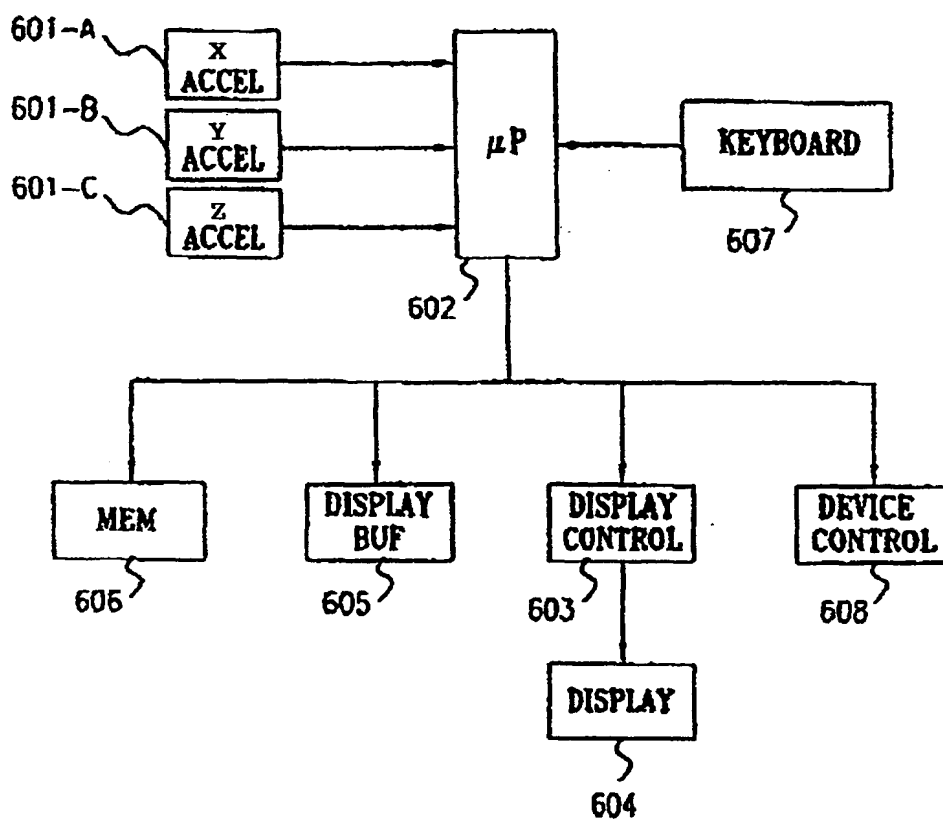 601-A
X
ACCEL
601-B
Y
ACCEL
601-C
Z
ACCEL
μP
602
KEYBOARD
607
MEM
606
DISPLAY
BUF
605
DISPLAY
CONTROL
603
DEVICE
CONTROL
608
DISPLAY
604